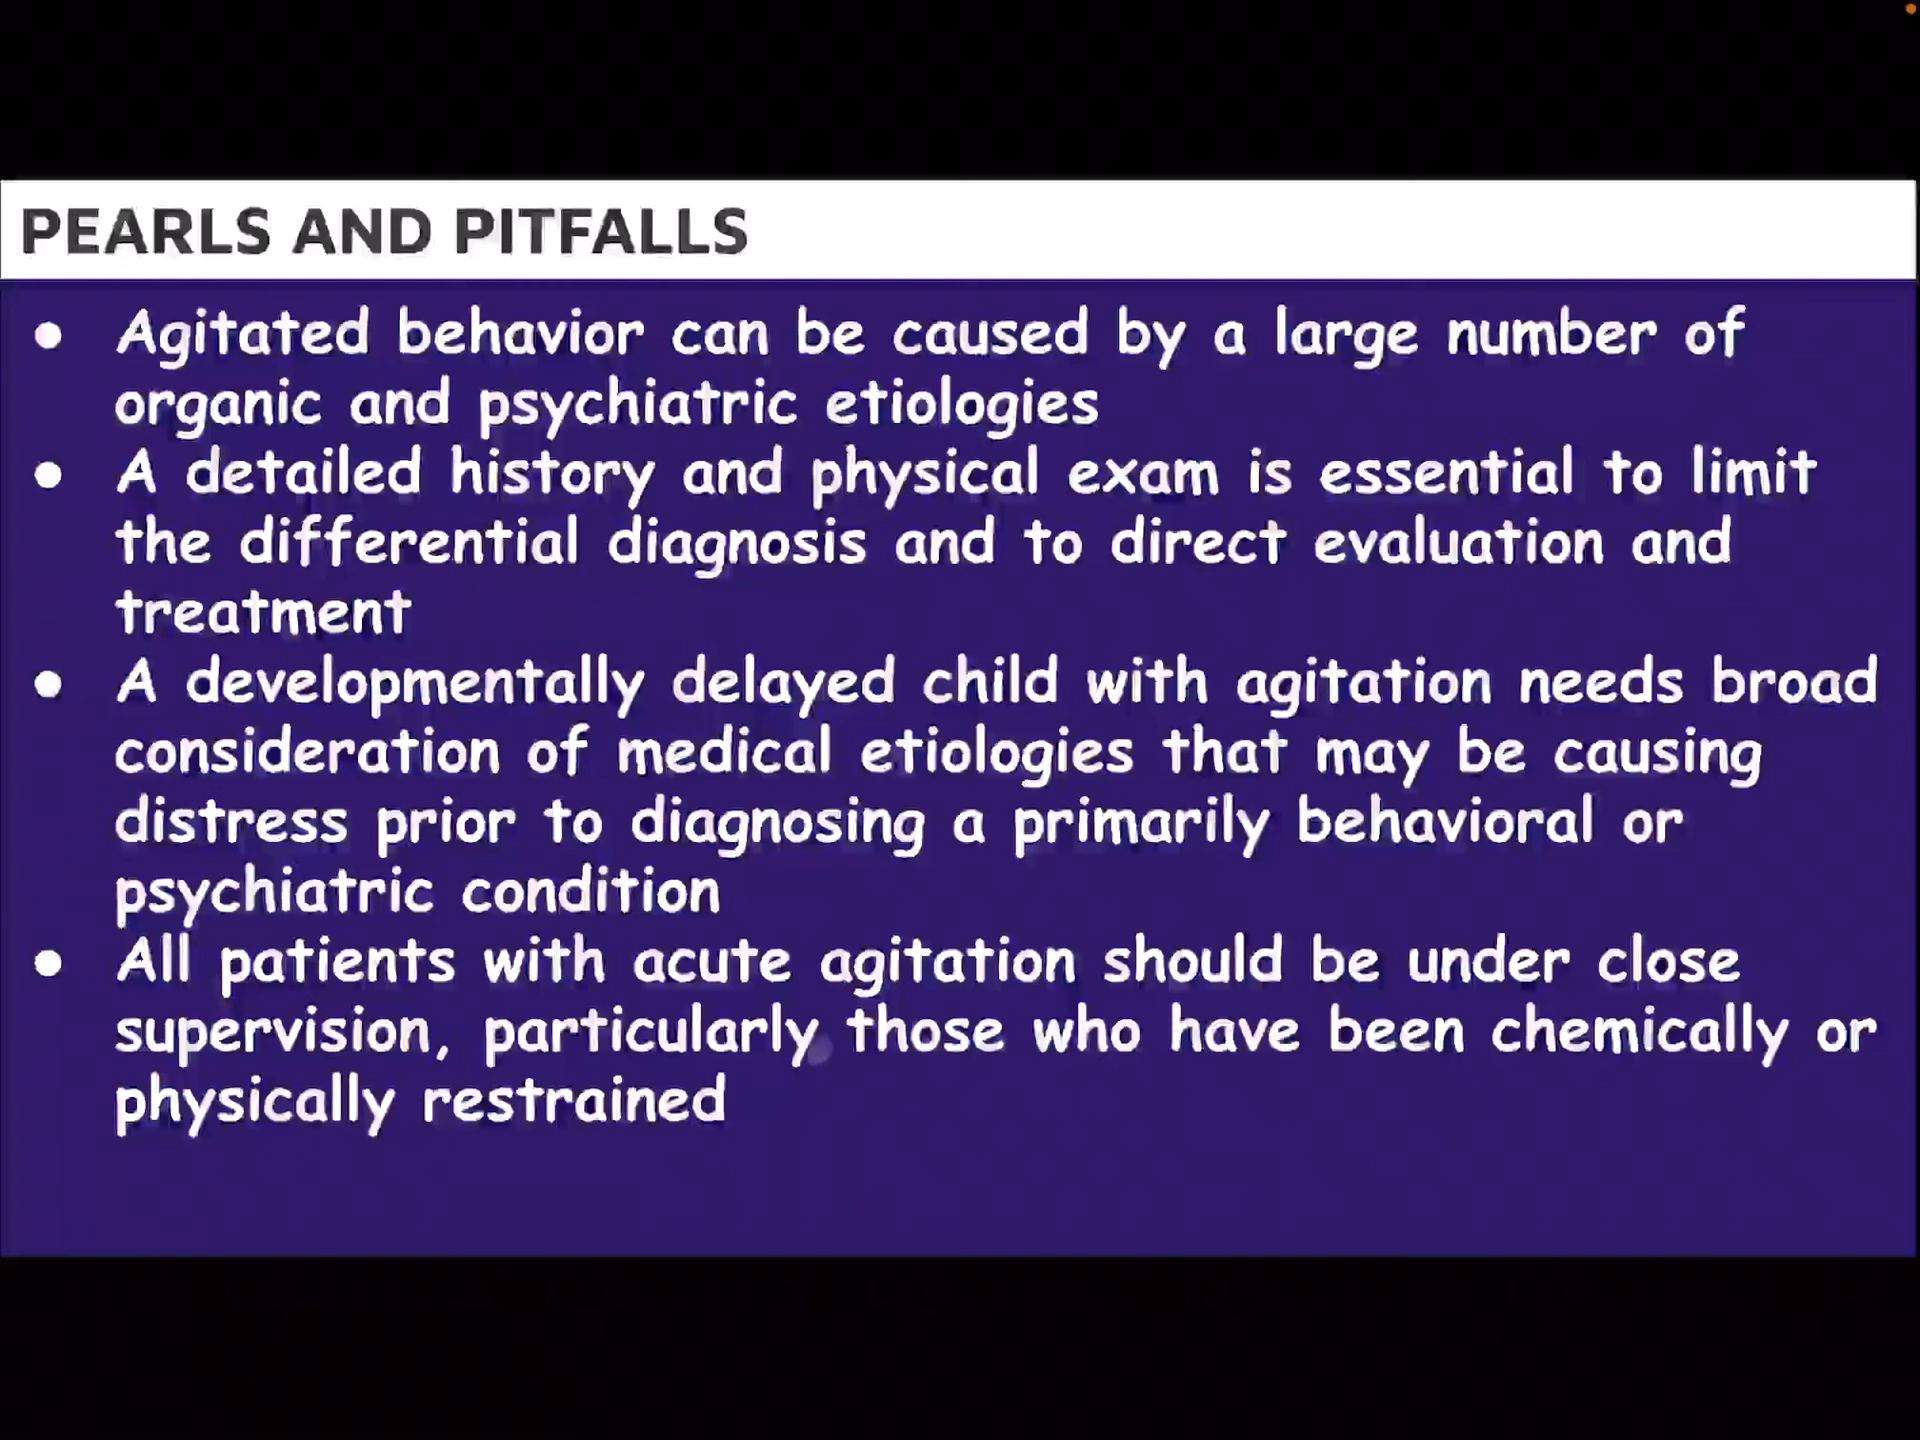 PEARLS AND PITFALLS
● Agitated behavior can be caused by a large number of
organic and psychiatric etiologies
● A detailed history and physical exam is essential to limit
the differential diagnosis and to direct evaluation and
treatment
● A developmentally delayed child with agitation needs broad
consideration of medical etiologies that may be causing
distress prior to diagnosing a primarily behavioral or
psychiatric condition
● All patients with acute agitation should be under close
supervision, particularly those who have been chemically or
physically restrained